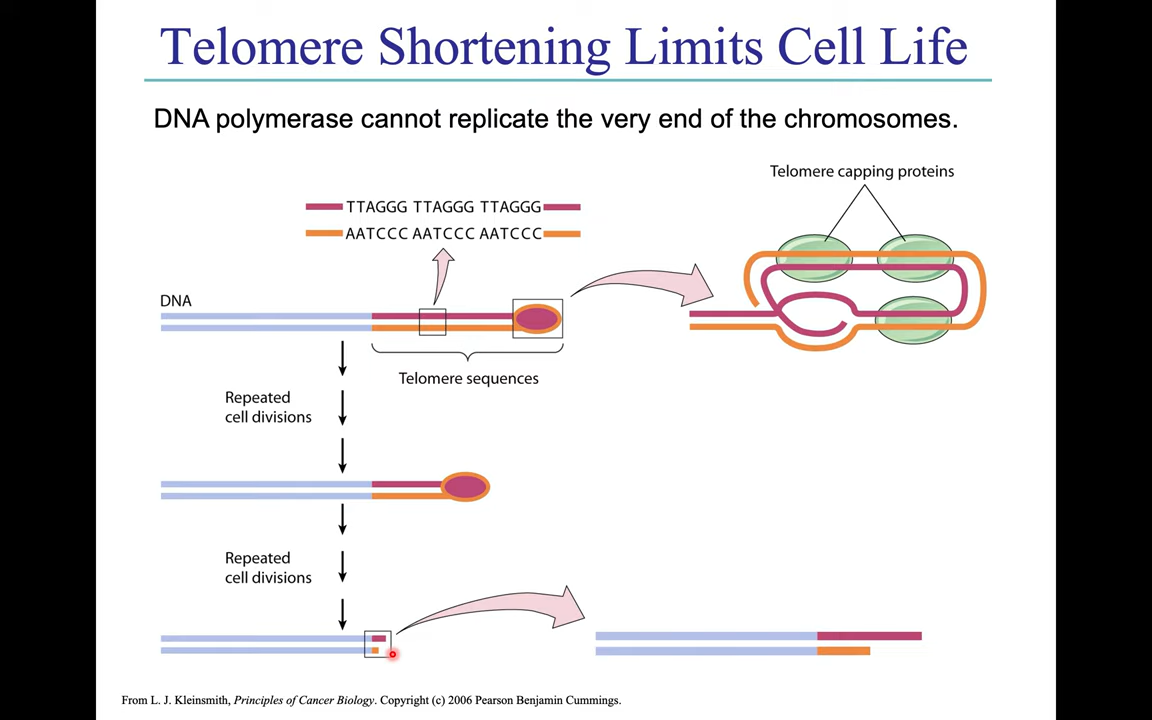 Telomere Shortening Limits Cell Life
DNA polymerase cannot replicate the very end of the chromosomes.
Telomere capping proteins
TTAGGG TTAGGG TTAGGG
AATCCC AATCCC AATCCC
DNA
Telomere sequences
Repeated
cell divisions
Repeated
cell divisions
From L. J. Kleinsmith, Principles of Cancer Biology. Copyright (c) 2006 Pearson Benjamin Cummings.